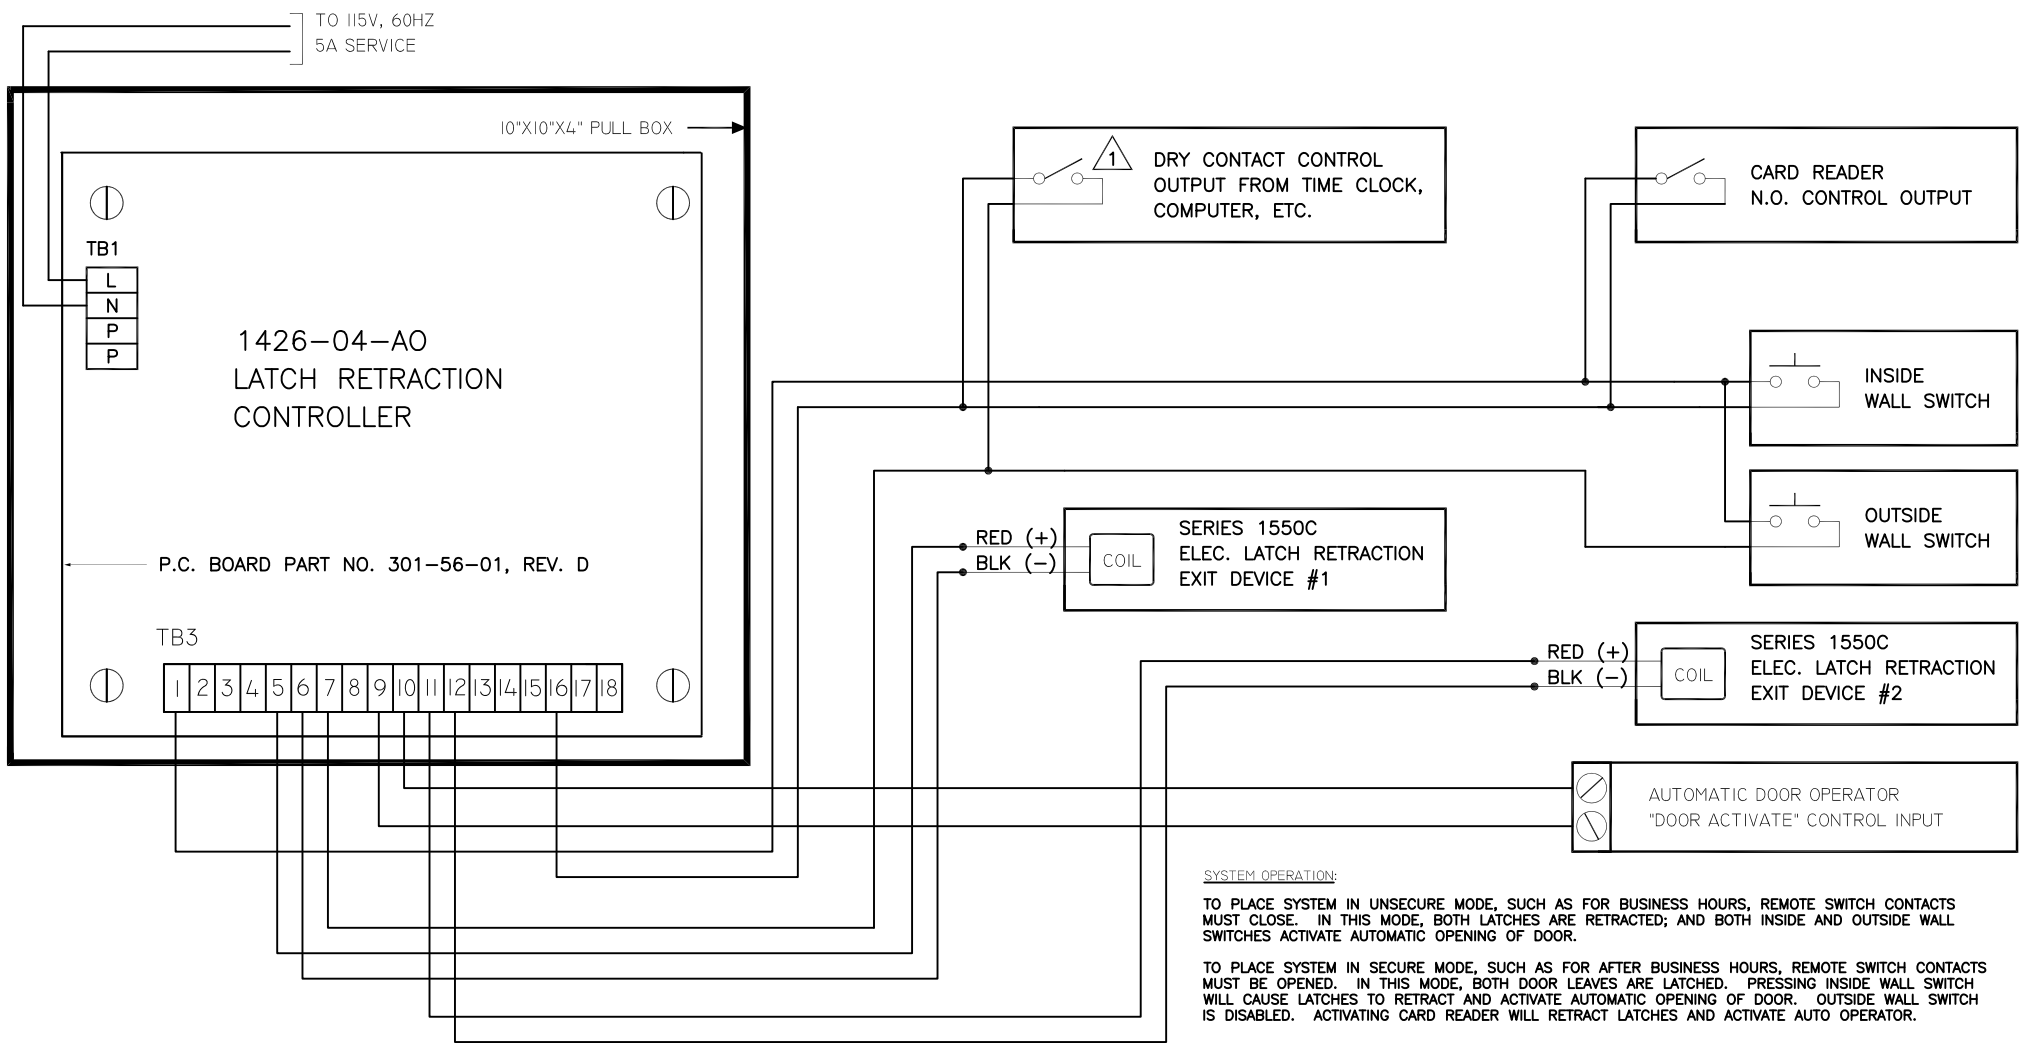 TO 115V, 60HZ
5A SERVICE
10"X10"X4" PULL BOX
TB1
L
N
P
P
1426-04-AO
LATCH RETRACTION
CONTROLLER
P.C. BOARD PART NO. 301-56-01, REV. D
TB3
1 2 3 4 5 6 7 8 9 10 11 12 13 14 15 16 17 18
1
DRY CONTACT CONTROL
OUTPUT FROM TIME CLOCK,
COMPUTER, ETC.
CARD READER
N.O. CONTROL OUTPUT
INSIDE
WALL SWITCH
OUTSIDE
WALL SWITCH
RED (+)
BLK (-)
COIL
SERIES 1550C
ELEC. LATCH RETRACTION
EXIT DEVICE #1
RED (+)
BLK (-)
COIL
SERIES 1550C
ELEC. LATCH RETRACTION
EXIT DEVICE #2
AUTOMATIC DOOR OPERATOR
"DOOR ACTIVATE" CONTROL INPUT
SYSTEM OPERATION:
TO PLACE SYSTEM IN UNSECURE MODE, SUCH AS FOR BUSINESS HOURS, REMOTE SWITCH CONTACTS
MUST CLOSE. IN THIS MODE, BOTH LATCHES ARE RETRACTED; AND BOTH INSIDE AND OUTSIDE WALL
SWITCHES ACTIVATE AUTOMATIC OPENING OF DOOR.
TO PLACE SYSTEM IN SECURE MODE, SUCH AS FOR AFTER BUSINESS HOURS, REMOTE SWITCH CONTACTS
MUST BE OPENED. IN THIS MODE, BOTH DOOR LEAVES ARE LATCHED. PRESSING INSIDE WALL SWITCH
WILL CAUSE LATCHES TO RETRACT AND ACTIVATE AUTOMATIC OPENING OF DOOR. OUTSIDE WALL SWITCH
IS DISABLED. ACTIVATING CARD READER WILL RETRACT LATCHES AND ACTIVATE AUTO OPERATOR.